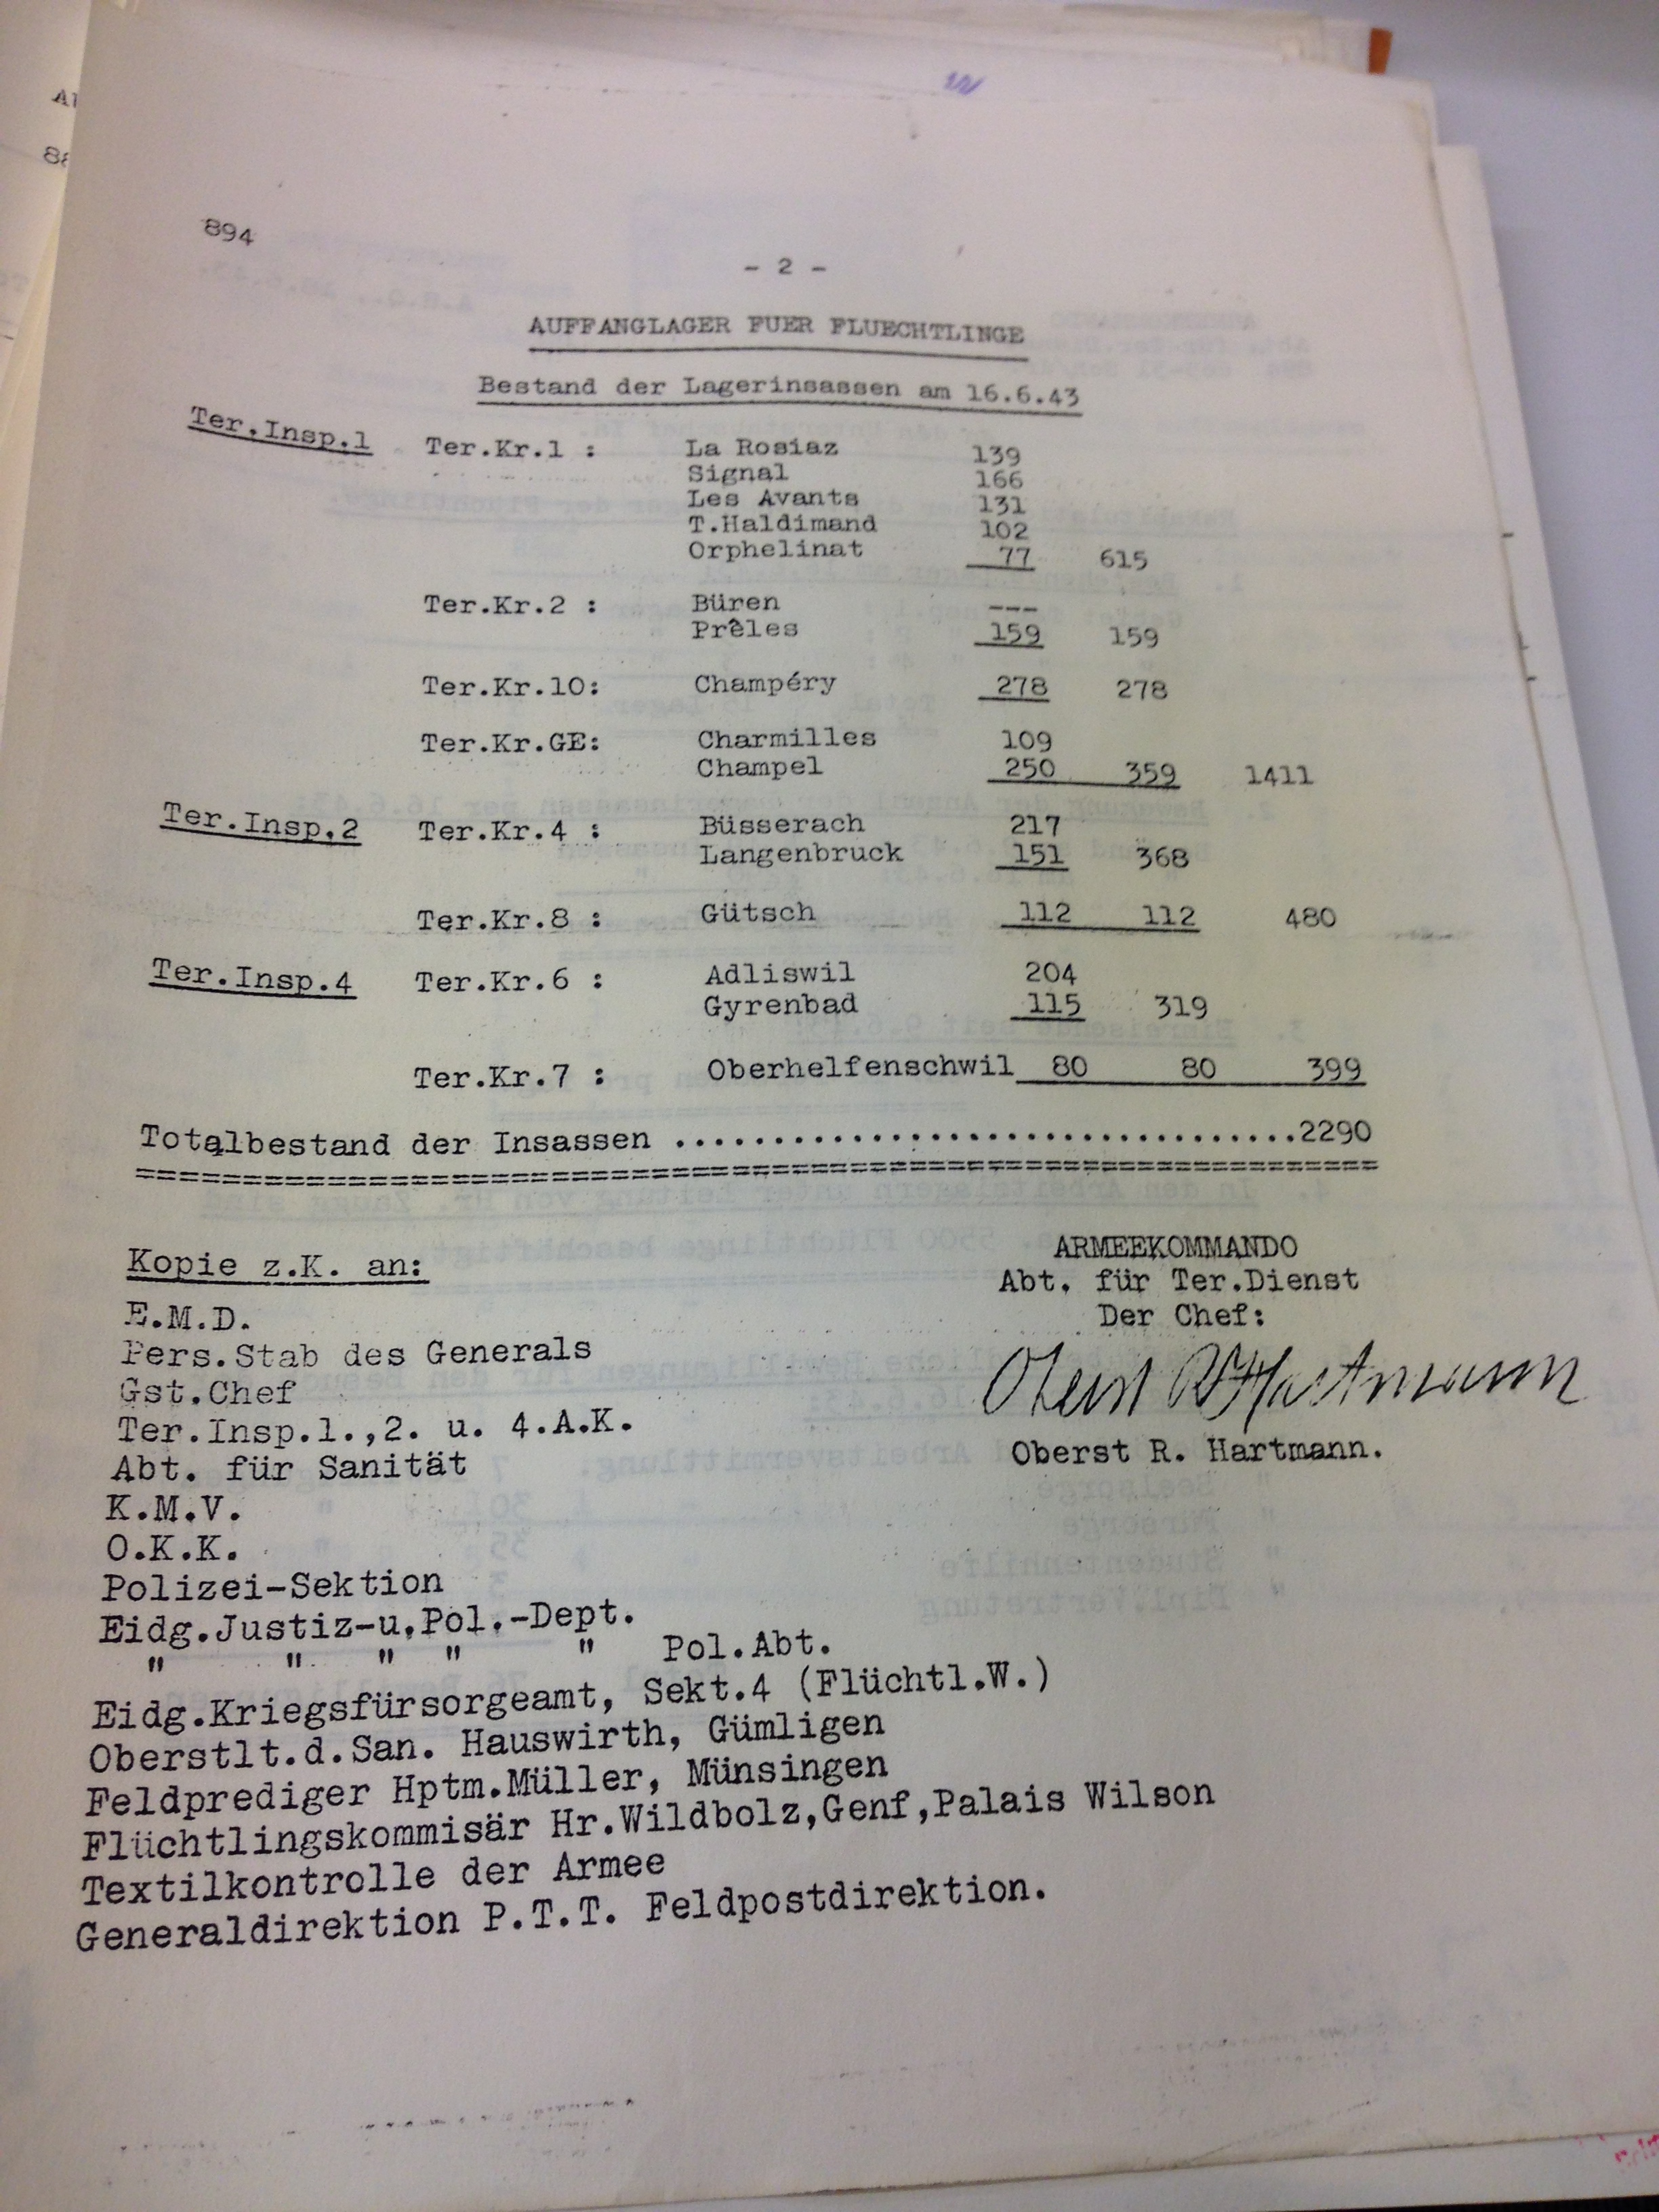 894
- 2 -
AUFFANGLAGER FUER FLUECHTLINGE
Bestand der Lagerinsassen am 16.6.43
Ter.Insp.1 Ter.Kr.1 : La Rosiaz 139
Signal 166
Les Avants 131
T.Haldimand 102
Orphelinat 77 615
Ter.Kr.2 : Büren ---
Prêles 159 159
Ter.Kr.10: Champéry 278 278
Ter.Kr.GE: Charmilles 109
Champel 250 359 1411
Ter.Insp.2 Ter.Kr.4 : Büsserach 217
Langenbruck 151 368
Ter.Kr.8 : Gütsch 112 112 480
Ter.Insp.4 Ter.Kr.6 : Adliswil 204
Gyrenbad 115 319
Ter.Kr.7 : Oberhelfenschwil 80 80 399
Totalbestand der Insassen ..................................2290
Kopie z.K. an:
E.M.D.
Pers.Stab des Generals
Gst.Chef
Ter.Insp.1.,2. u. 4.A.K.
Abt. für Sanität
K.M.V.
O.K.K.
Polizei-Sektion
Eidg.Justiz-u.Pol.-Dept.
" " " " " Pol.Abt.
Eidg.Kriegsfürsorgeamt, Sekt.4 (Flüchtl.W.)
Oberstlt.d.San. Hauswirth, Gümligen
Feldprediger Hptm.Müller, Münsingen
Flüchtlingskommisär Hr.Wildbolz,Genf,Palais Wilson
Textilkontrolle der Armee
Generaldirektion P.T.T. Feldpostdirektion.
ARMEEKOMMANDO
Abt. für Ter.Dienst
Der Chef:
Oberst R Hartmann
Oberst R. Hartmann.